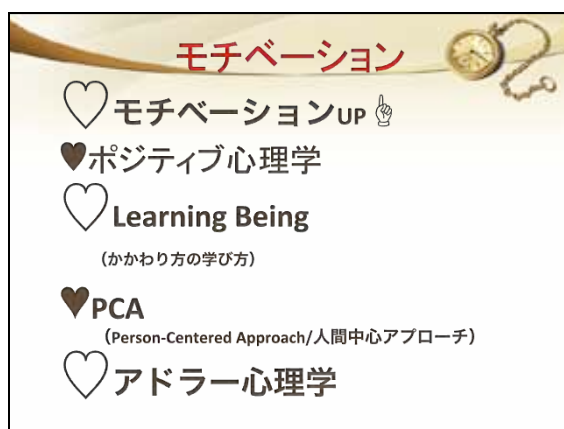 モチベーション
♡モチベーションUP☝
♥ポジティブ心理学
♡Learning Being
（かかわり方の学び方）
♥PCA
（Person-Centered Approach/人間中心アプローチ）
♡アドラー心理学